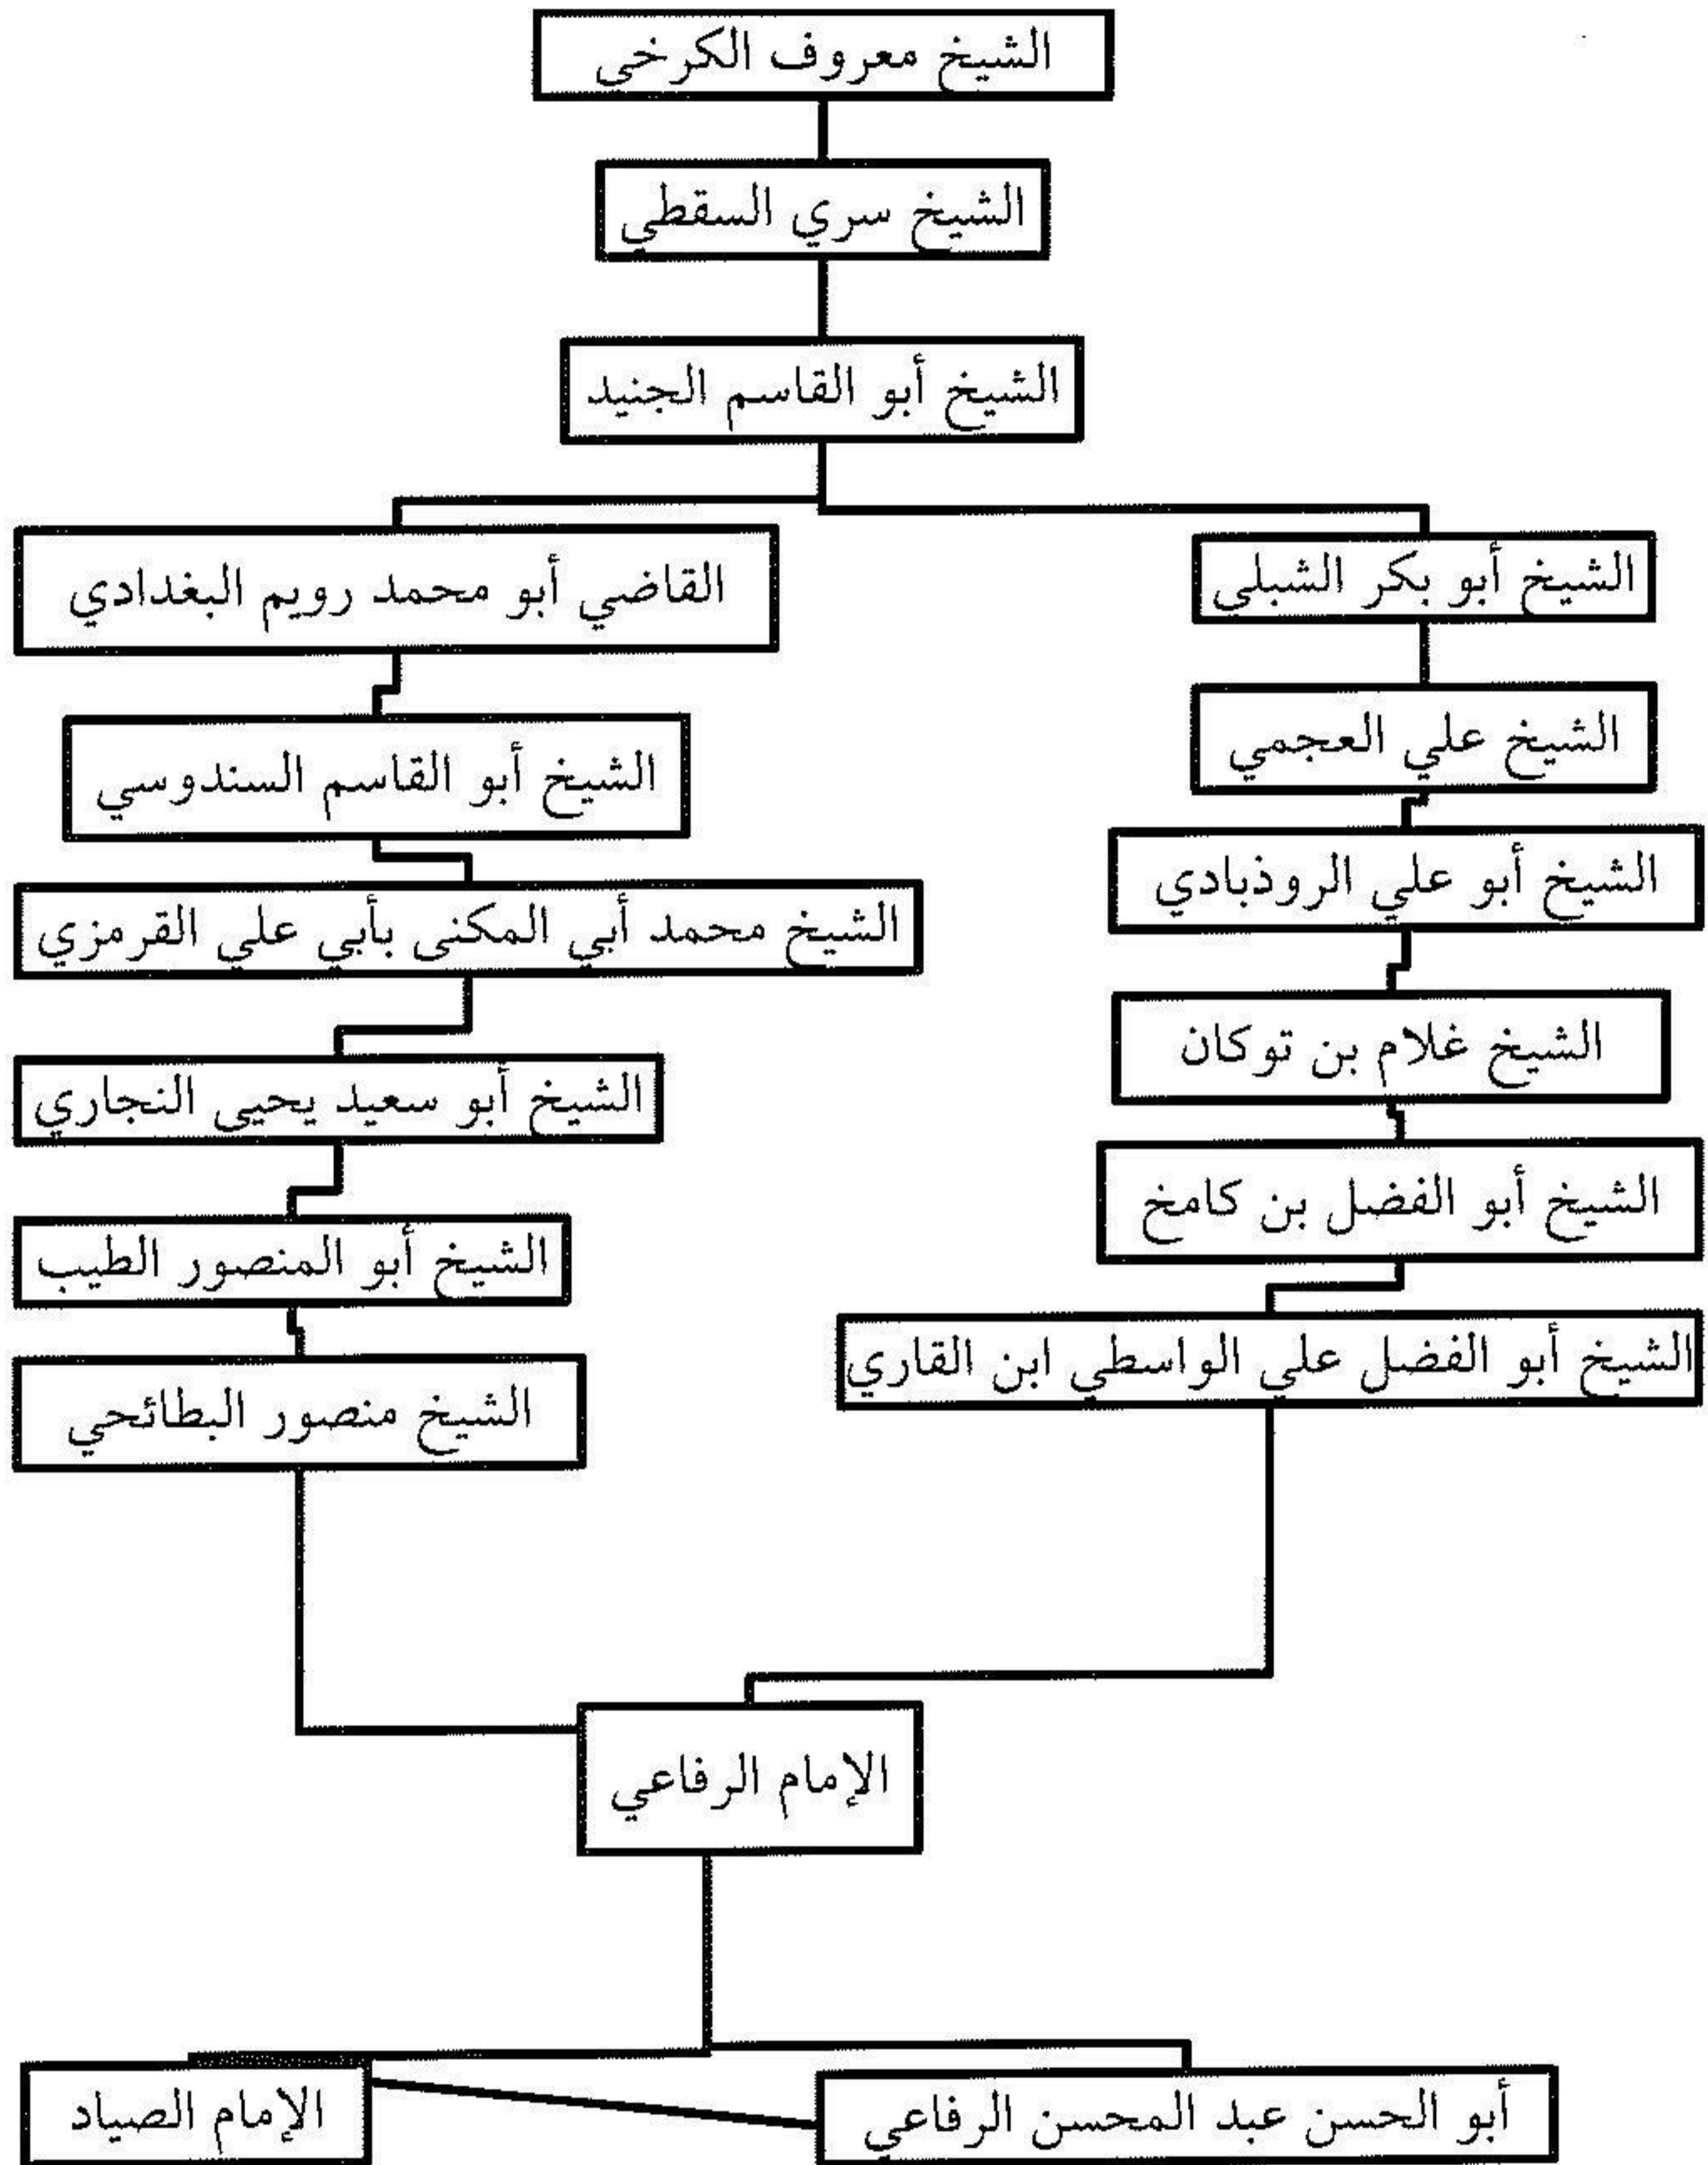 الشيخ معروف الكرخي
الشيخ سري السقطي
الشيخ أبو القاسم الجنيد
الشيخ أبو بكر الشبلي
الشيخ علي العجمي
الشيخ أبو علي الروذبادي
الشيخ غلام بن توكان
الشيخ أبو الفضل بن كامخ
الشيخ أبو الفضل علي الواسطي ابن القاري
القاضي أبو محمد رويم البغدادي
الشيخ أبو القاسم السندوسي
الشيخ محمد أبي المكنى بأبي علي القرمزي
الشيخ أبو سعيد يحيى النجاري
الشيخ أبو المنصور الطيب
الشيخ منصور البطائحي
الإمام الرفاعي
أبو الحسن عبد المحسن الرفاعي
الإمام الصياد